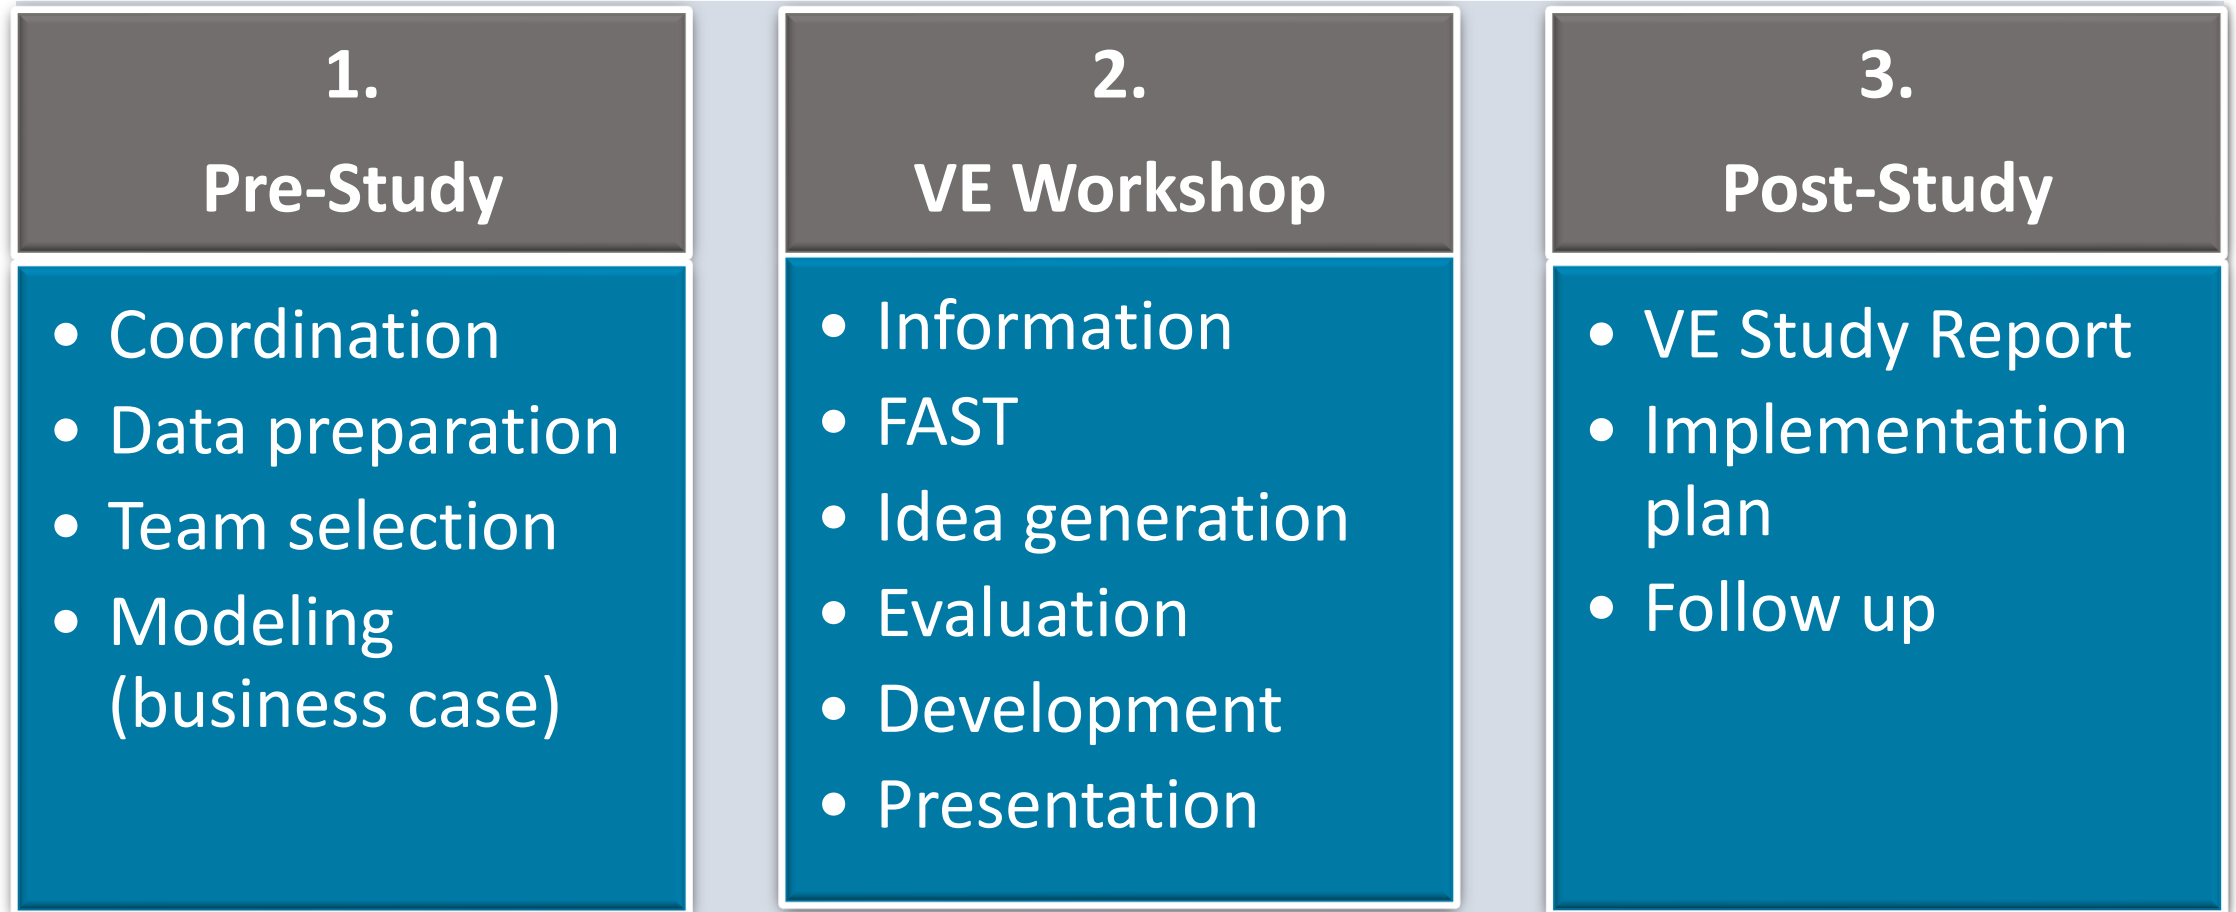 1.
Pre-Study
• Coordination
• Data preparation
• Team selection
• Modeling
(business case)
2.
VE Workshop
• Information
• FAST
• Idea generation
• Evaluation
• Development
• Presentation
3.
Post-Study
• VE Study Report
• Implementation
plan
• Follow up